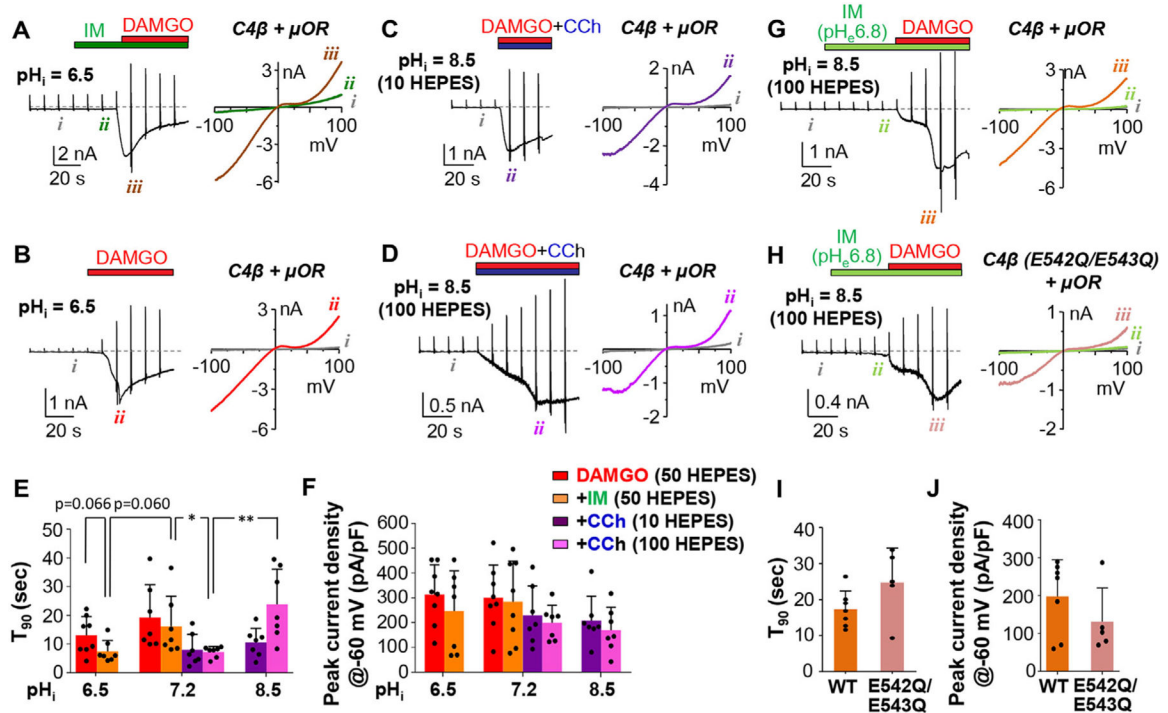 A
IM
DAMGO
pHi = 6.5
i
ii
iii
2 nA
20 s
C4β + μOR
3
nA
iii
ii
i
-100
100
mV
-3
-6
B
DAMGO
pHi = 6.5
i
ii
1 nA
20 s
C4β + μOR
3
nA
ii
i
-100
100
mV
-3
-6
C
DAMGO+CCh
pHi = 8.5
(10 HEPES)
i
ii
1 nA
20 s
C4β + μOR
2
nA
ii
i
-100
100
mV
-2
-4
D
DAMGO+CCh
pHi = 8.5
(100 HEPES)
i
ii
0.5 nA
20 s
C4β + μOR
nA
1
ii
i
-100
100
mV
-1
-2
G
IM
(pHe6.8)
DAMGO
pHi = 8.5
(100 HEPES)
i
ii
iii
1 nA
20 s
C4β + μOR
3
nA
iii
ii
i
-100
100
mV
-3
-6
H
IM
(pHe6.8)
DAMGO
pHi = 8.5
(100 HEPES)
i
ii
iii
0.4 nA
20 s
C4β (E542Q/E543Q)
+ μOR
nA
1
iii
ii
i
-100
100
mV
-1
-2
E
p=0.066
p=0.060
*
**
T90 (sec)
50
40
30
20
10
0
pHi
6.5
7.2
8.5
F
DAMGO (50 HEPES)
+IM (50 HEPES)
+CCh (10 HEPES)
+CCh (100 HEPES)
Peak current density
@-60 mV (pA/pF)
600
500
400
300
200
100
0
pHi
6.5
7.2
8.5
I
T90 (sec)
40
30
20
10
0
WT
E542Q/
E543Q
J
Peak current density
@-60 mV (pA/pF)
400
300
200
100
0
WT
E542Q/
E543Q